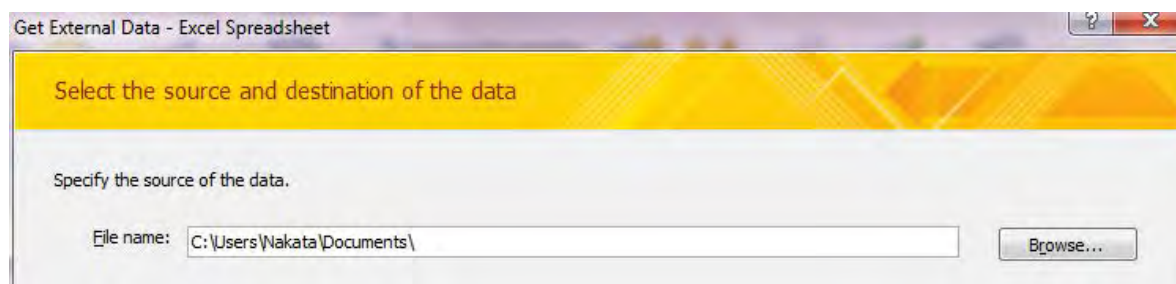 Get External Data - Excel Spreadsheet
Select the source and destination of the data
Specify the source of the data.
File name: C:\Users\Nakata\Documents\ Browse...